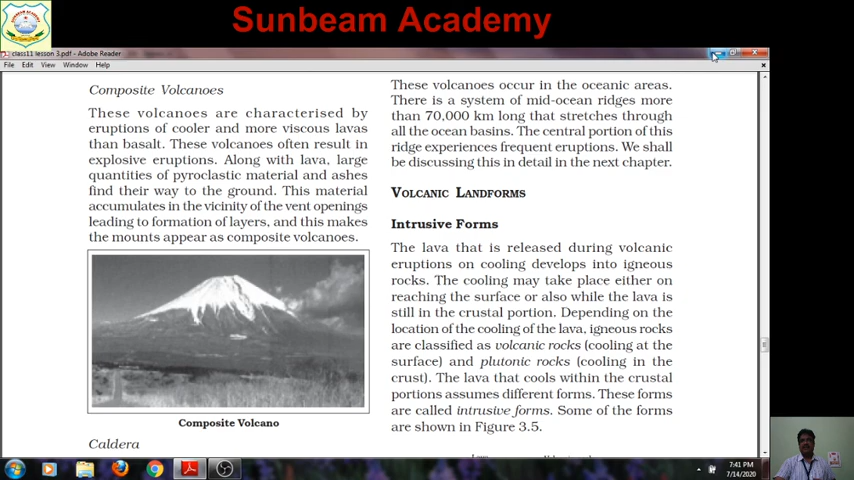 Sunbeam Academy
class11 lesson 3.pdf - Adobe Reader
File Edit View Window Help
Composite Volcanoes
These volcanoes are characterised by
eruptions of cooler and more viscous lavas
than basalt. These volcanoes often result in
explosive eruptions. Along with lava, large
quantities of pyroclastic material and ashes
find their way to the ground. This material
accumulates in the vicinity of the vent openings
leading to formation of layers, and this makes
the mounts appear as composite volcanoes.
Composite Volcano
Caldera
These volcanoes occur in the oceanic areas.
There is a system of mid-ocean ridges more
than 70,000 km long that stretches through
all the ocean basins. The central portion of this
ridge experiences frequent eruptions. We shall
be discussing this in detail in the next chapter.
VOLCANIC LANDFORMS
Intrusive Forms
The lava that is released during volcanic
eruptions on cooling develops into igneous
rocks. The cooling may take place either on
reaching the surface or also while the lava is
still in the crustal portion. Depending on the
location of the cooling of the lava, igneous rocks
are classified as volcanic rocks (cooling at the
surface) and plutonic rocks (cooling in the
crust). The lava that cools within the crustal
portions assumes different forms. These forms
are called intrusive forms. Some of the forms
are shown in Figure 3.5.
7:41 PM
7/14/2020